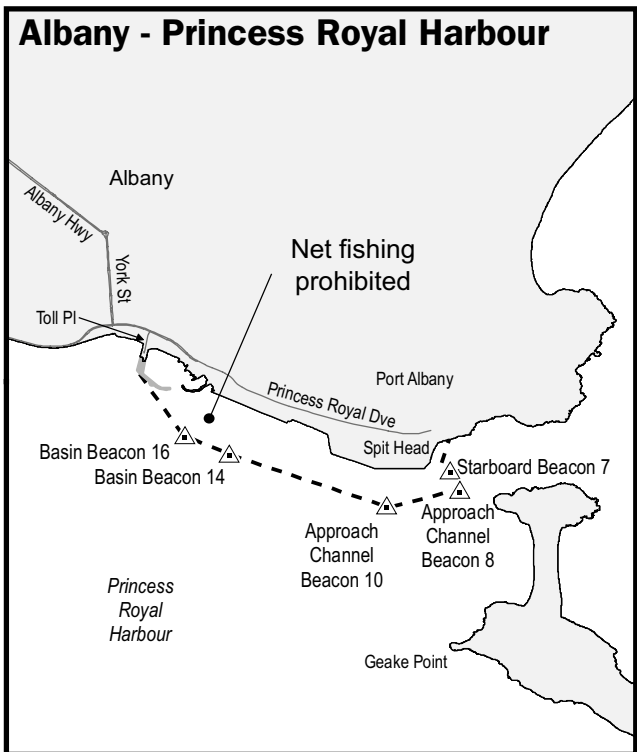 Albany - Princess Royal Harbour
Albany
Albany Hwy
York St
Net fishing
prohibited
Toll Pl
Princess Royal Dve
Port Albany
Spit Head
Basin Beacon 16
Basin Beacon 14
Starboard Beacon 7
Approach
Channel
Beacon 10
Approach
Channel
Beacon 8
Princess
Royal
Harbour
Geake Point